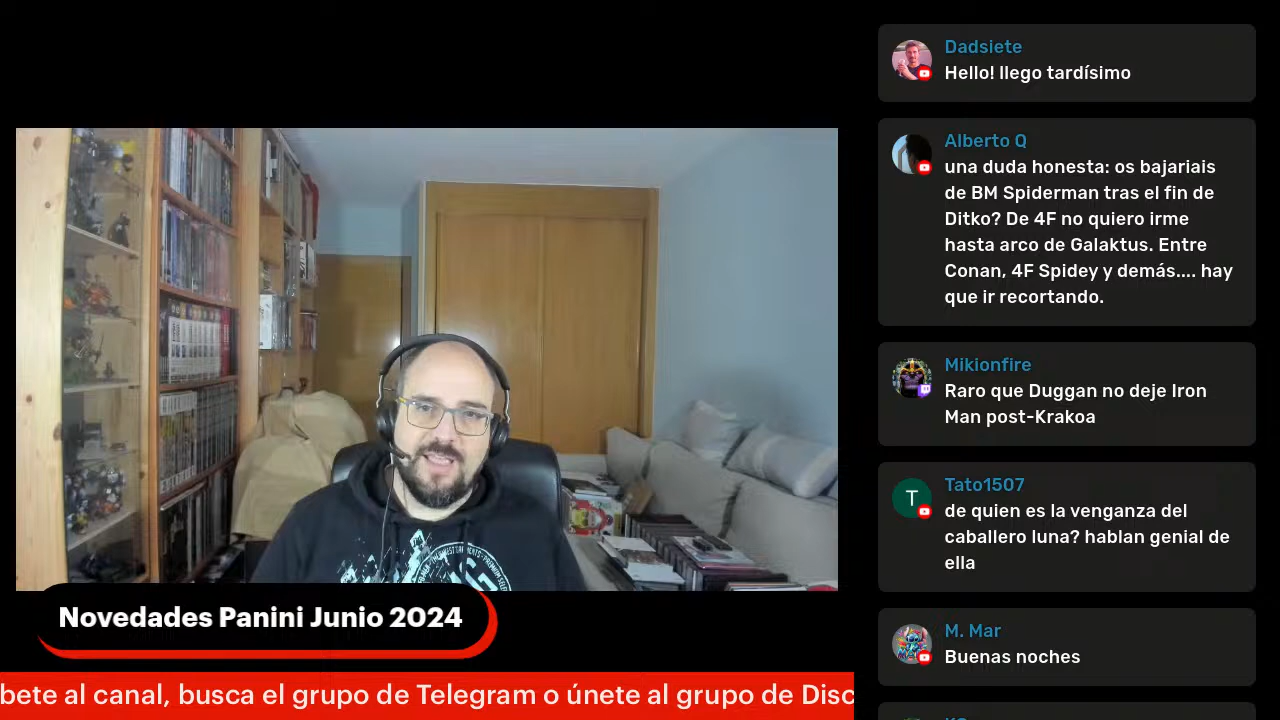 Dadsiete
Hello! llego tardísimo
Alberto Q
una duda honesta: os bajariais
de BM Spiderman tras el fin de
Ditko? De 4F no quiero irme
hasta arco de Galaktus. Entre
Conan, 4F Spidey y demás.... hay
que ir recortando.
Mikionfire
Raro que Duggan no deje Iron
Man post-Krakoa
T
Tato1507
de quien es la venganza del
caballero luna? hablan genial de
ella
M. Mar
Buenas noches
Novedades Panini Junio 2024
bete al canal, busca el grupo de Telegram o únete al grupo de Disc